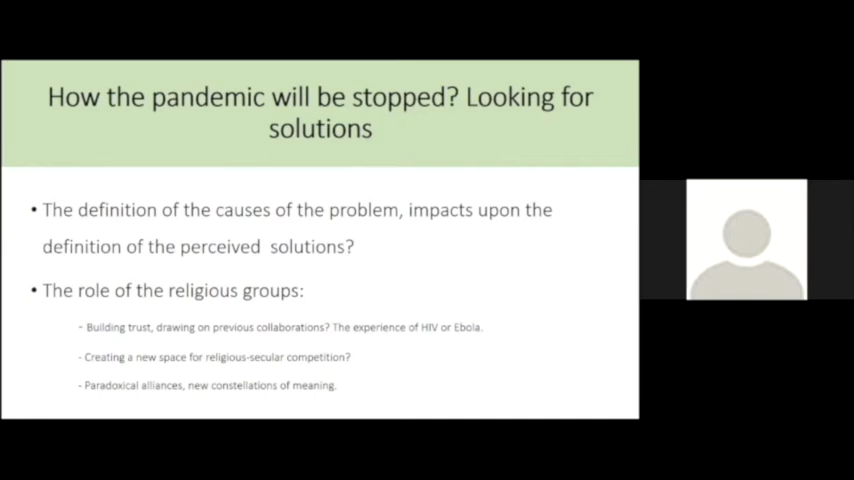 How the pandemic will be stopped? Looking for
solutions
• The definition of the causes of the problem, impacts upon the
definition of the perceived solutions?
• The role of the religious groups:
- Building trust, drawing on previous collaborations? The experience of HIV or Ebola.
- Creating a new space for religious-secular competition?
- Paradoxical alliances, new constellations of meaning.